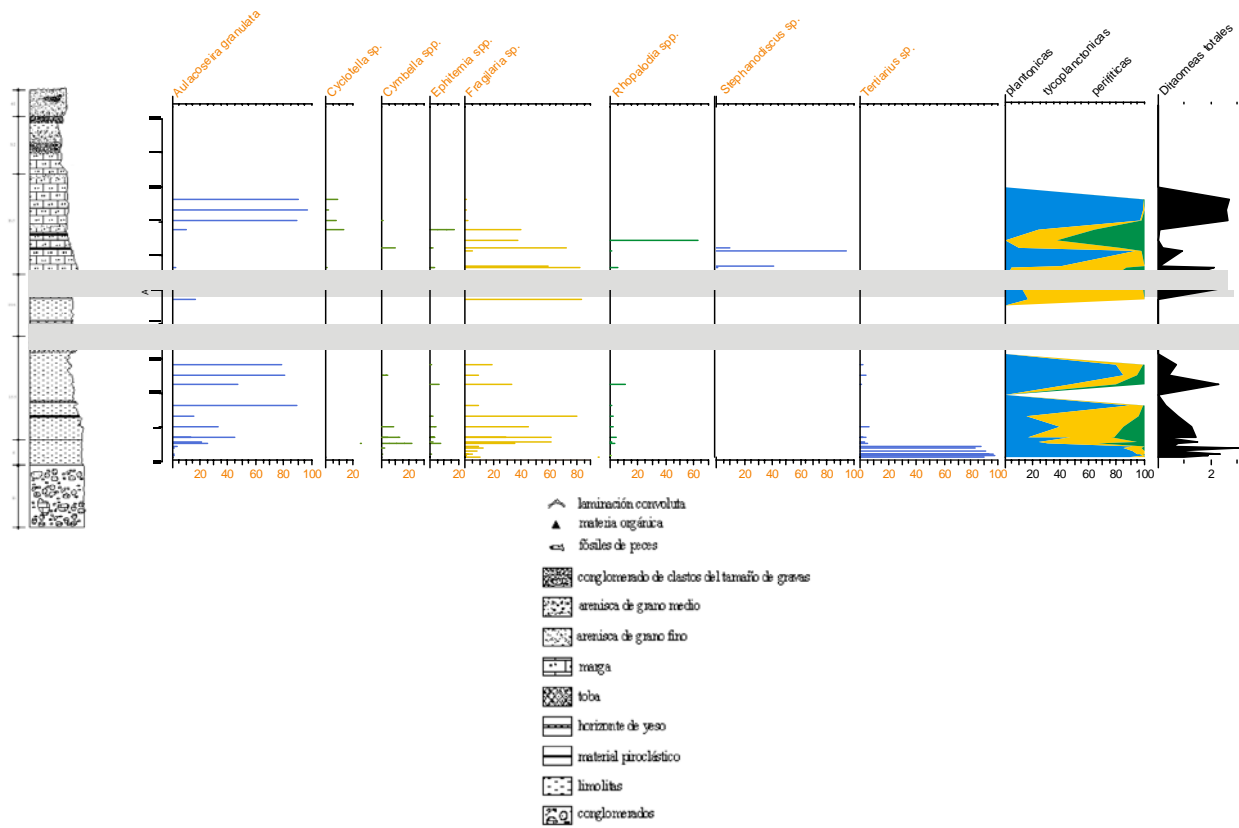 Aulacoseira granulata
Cyclotella sp.
Cymbella spp.
Ephitemia spp.
Fragilaria sp.
Rhopalodia spp.
Stephanodiscus sp.
Tertiarius sp.
plantonicas
tycoplanctonicas
perifiticas
Ditaomeas totales
20 40 60 80 100 20 20 20 20 40 60 80 20 40 60 20 40 60 80 100 20 40 60 80 100 20 40 60 80 100 2
laminación convoluta
materia orgánica
fósiles de peces
conglomerado de clastos del tamaño de gravas
arenisca de grano medio
arenisca de grano fino
marga
toba
horizonte de yeso
material piroclástico
limolitas
conglomerados